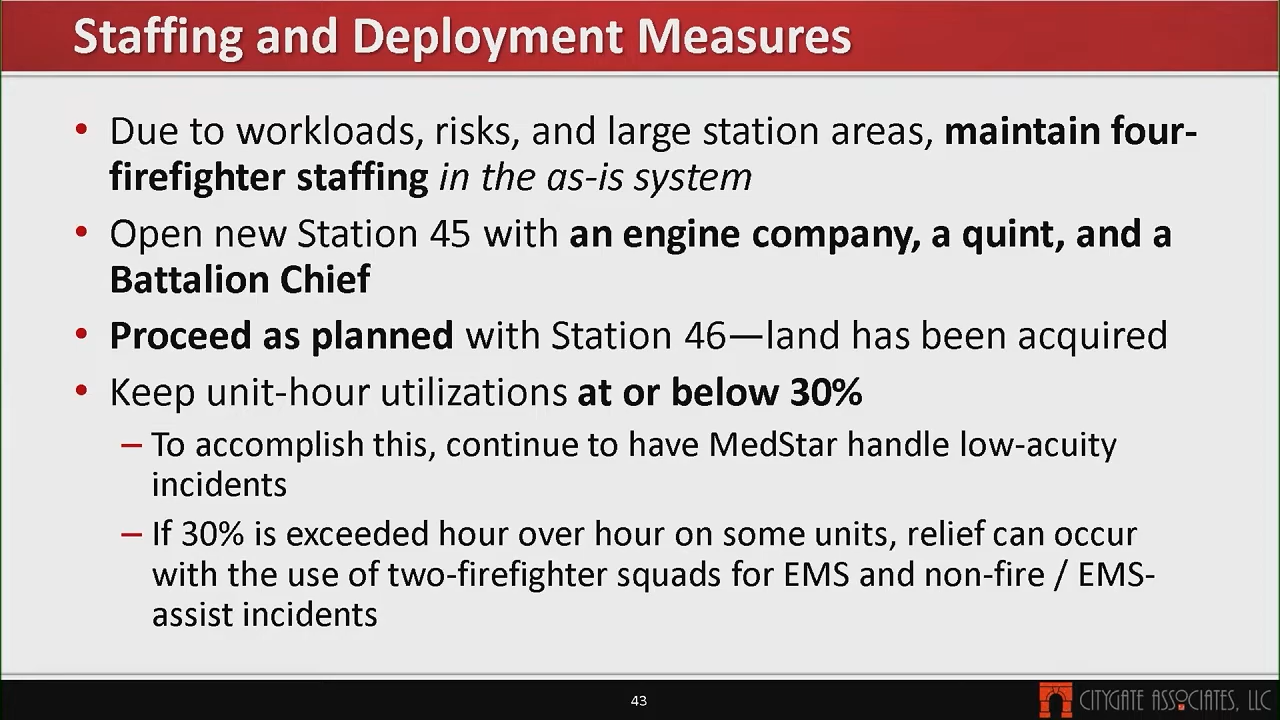 Staffing and Deployment Measures
• Due to workloads, risks, and large station areas, maintain four-
firefighter staffing in the as-is system
• Open new Station 45 with an engine company, a quint, and a
Battalion Chief
• Proceed as planned with Station 46—land has been acquired
• Keep unit-hour utilizations at or below 30%
– To accomplish this, continue to have MedStar handle low-acuity
incidents
– If 30% is exceeded hour over hour on some units, relief can occur
with the use of two-firefighter squads for EMS and non-fire / EMS-
assist incidents
43
CITYGATE ASSOCIATES, LLC